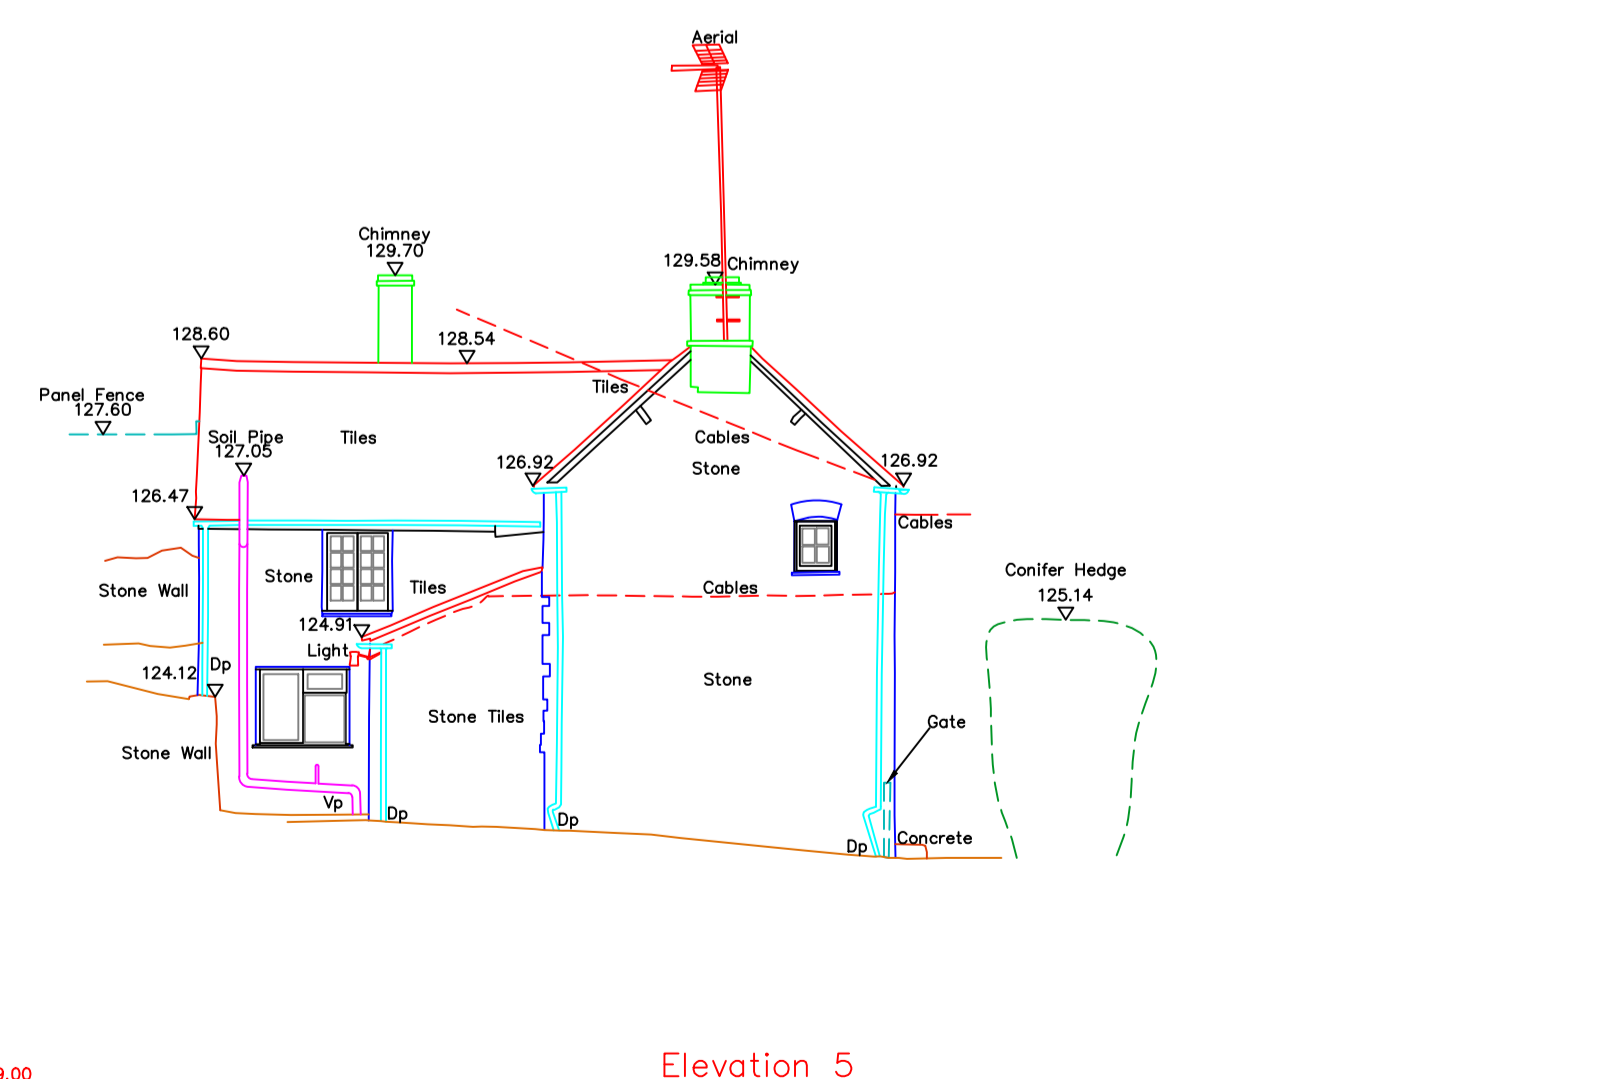 Aerial
Chimney
129.70
129.58 Chimney
128.60
128.54
Panel Fence
127.60
Tiles
Soil Pipe
127.05
Tiles
Cables
126.92
Stone
126.92
126.47
Cables
Stone Wall
Stone
Tiles
Cables
Conifer Hedge
125.14
124.91
Light
124.12 Dp
Stone
Stone Tiles
Gate
Stone Wall
Vp
Dp
Dp
Dp
Concrete
Elevation 5
9.00